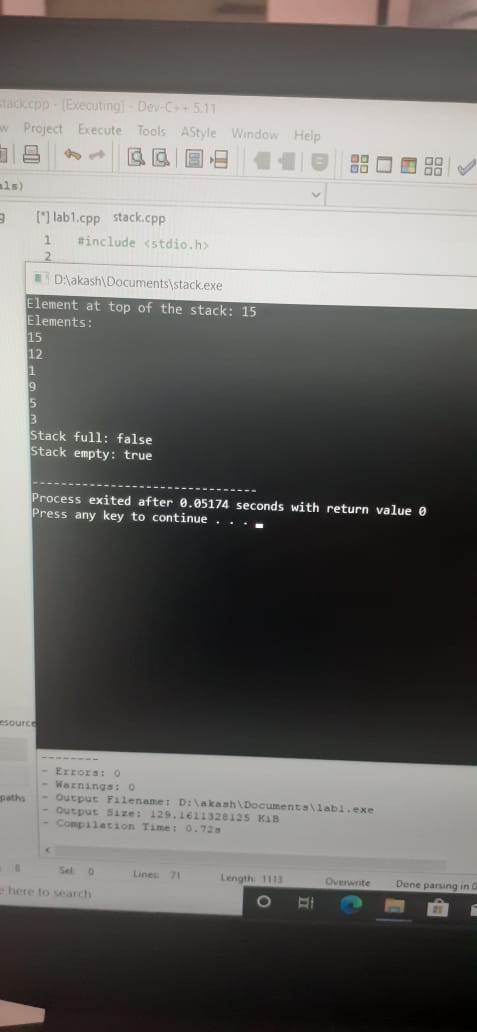 stack.cpp - [Executing] - Dev-C++ 5.11
Project Execute Tools AStyle Window Help
als)
[*] lab1.cpp stack.cpp
1 #include <stdio.h>
2
D:\akash\Documents\stack.exe
Element at top of the stack: 15
Elements:
15
12
1
9
5
3
Stack full: false
Stack empty: true
--------------------------------
Process exited after 0.05174 seconds with return value 0
Press any key to continue . . .
esource
--------
- Errors: 0
- Warnings: 0
paths
- Output Filename: D:\akash\Documents\lab1.exe
- Output Size: 129.1611328125 KiB
- Compilation Time: 0.72s
8 Sel: 0 Lines: 71 Length: 1113 Overwrite Done parsing in 0
e here to search